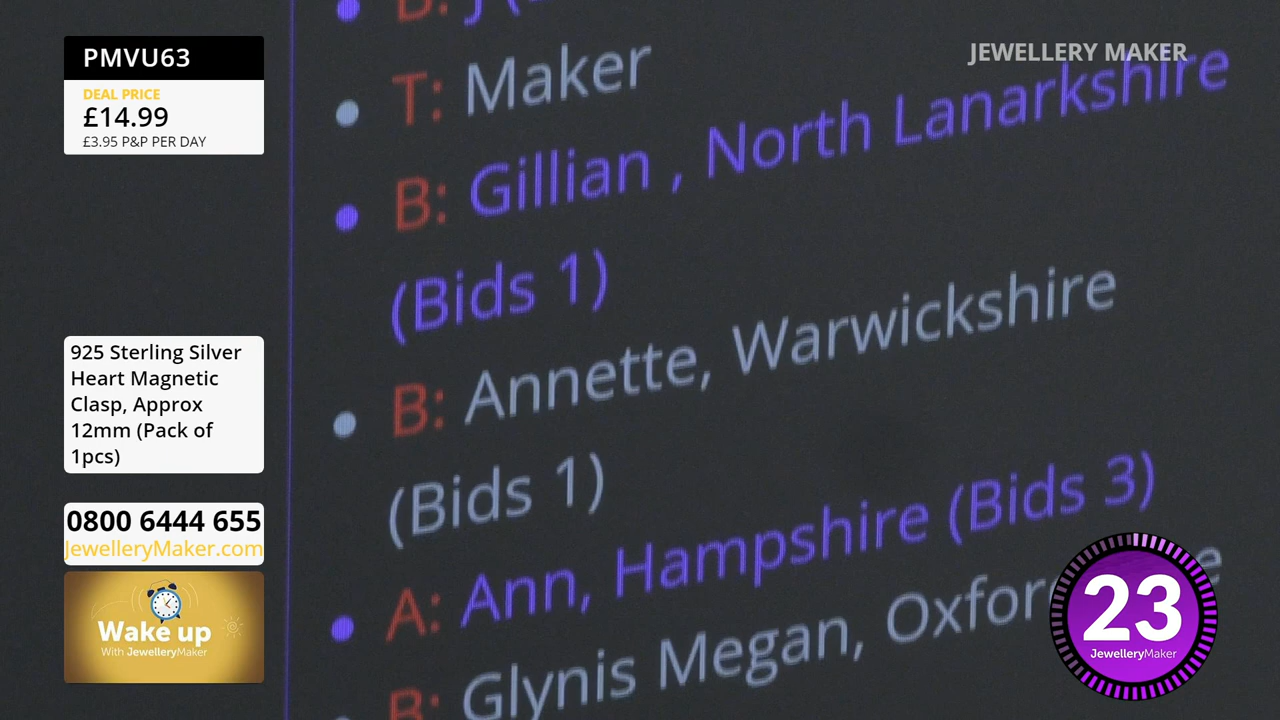 PMVU63
DEAL PRICE
£14.99
£3.95 P&P PER DAY
JEWELLERY MAKER
B: J
T: Maker
B: Gillian , North Lanarkshire
(Bids 1)
B: Annette, Warwickshire
(Bids 1)
A: Ann, Hampshire (Bids 3)
B: Glynis Megan,
925 Sterling Silver
Heart Magnetic
Clasp, Approx
12mm (Pack of
1pcs)
0800 6444 655
JewelleryMaker.com
Wake up
With JewelleryMaker
23
JewelleryMaker